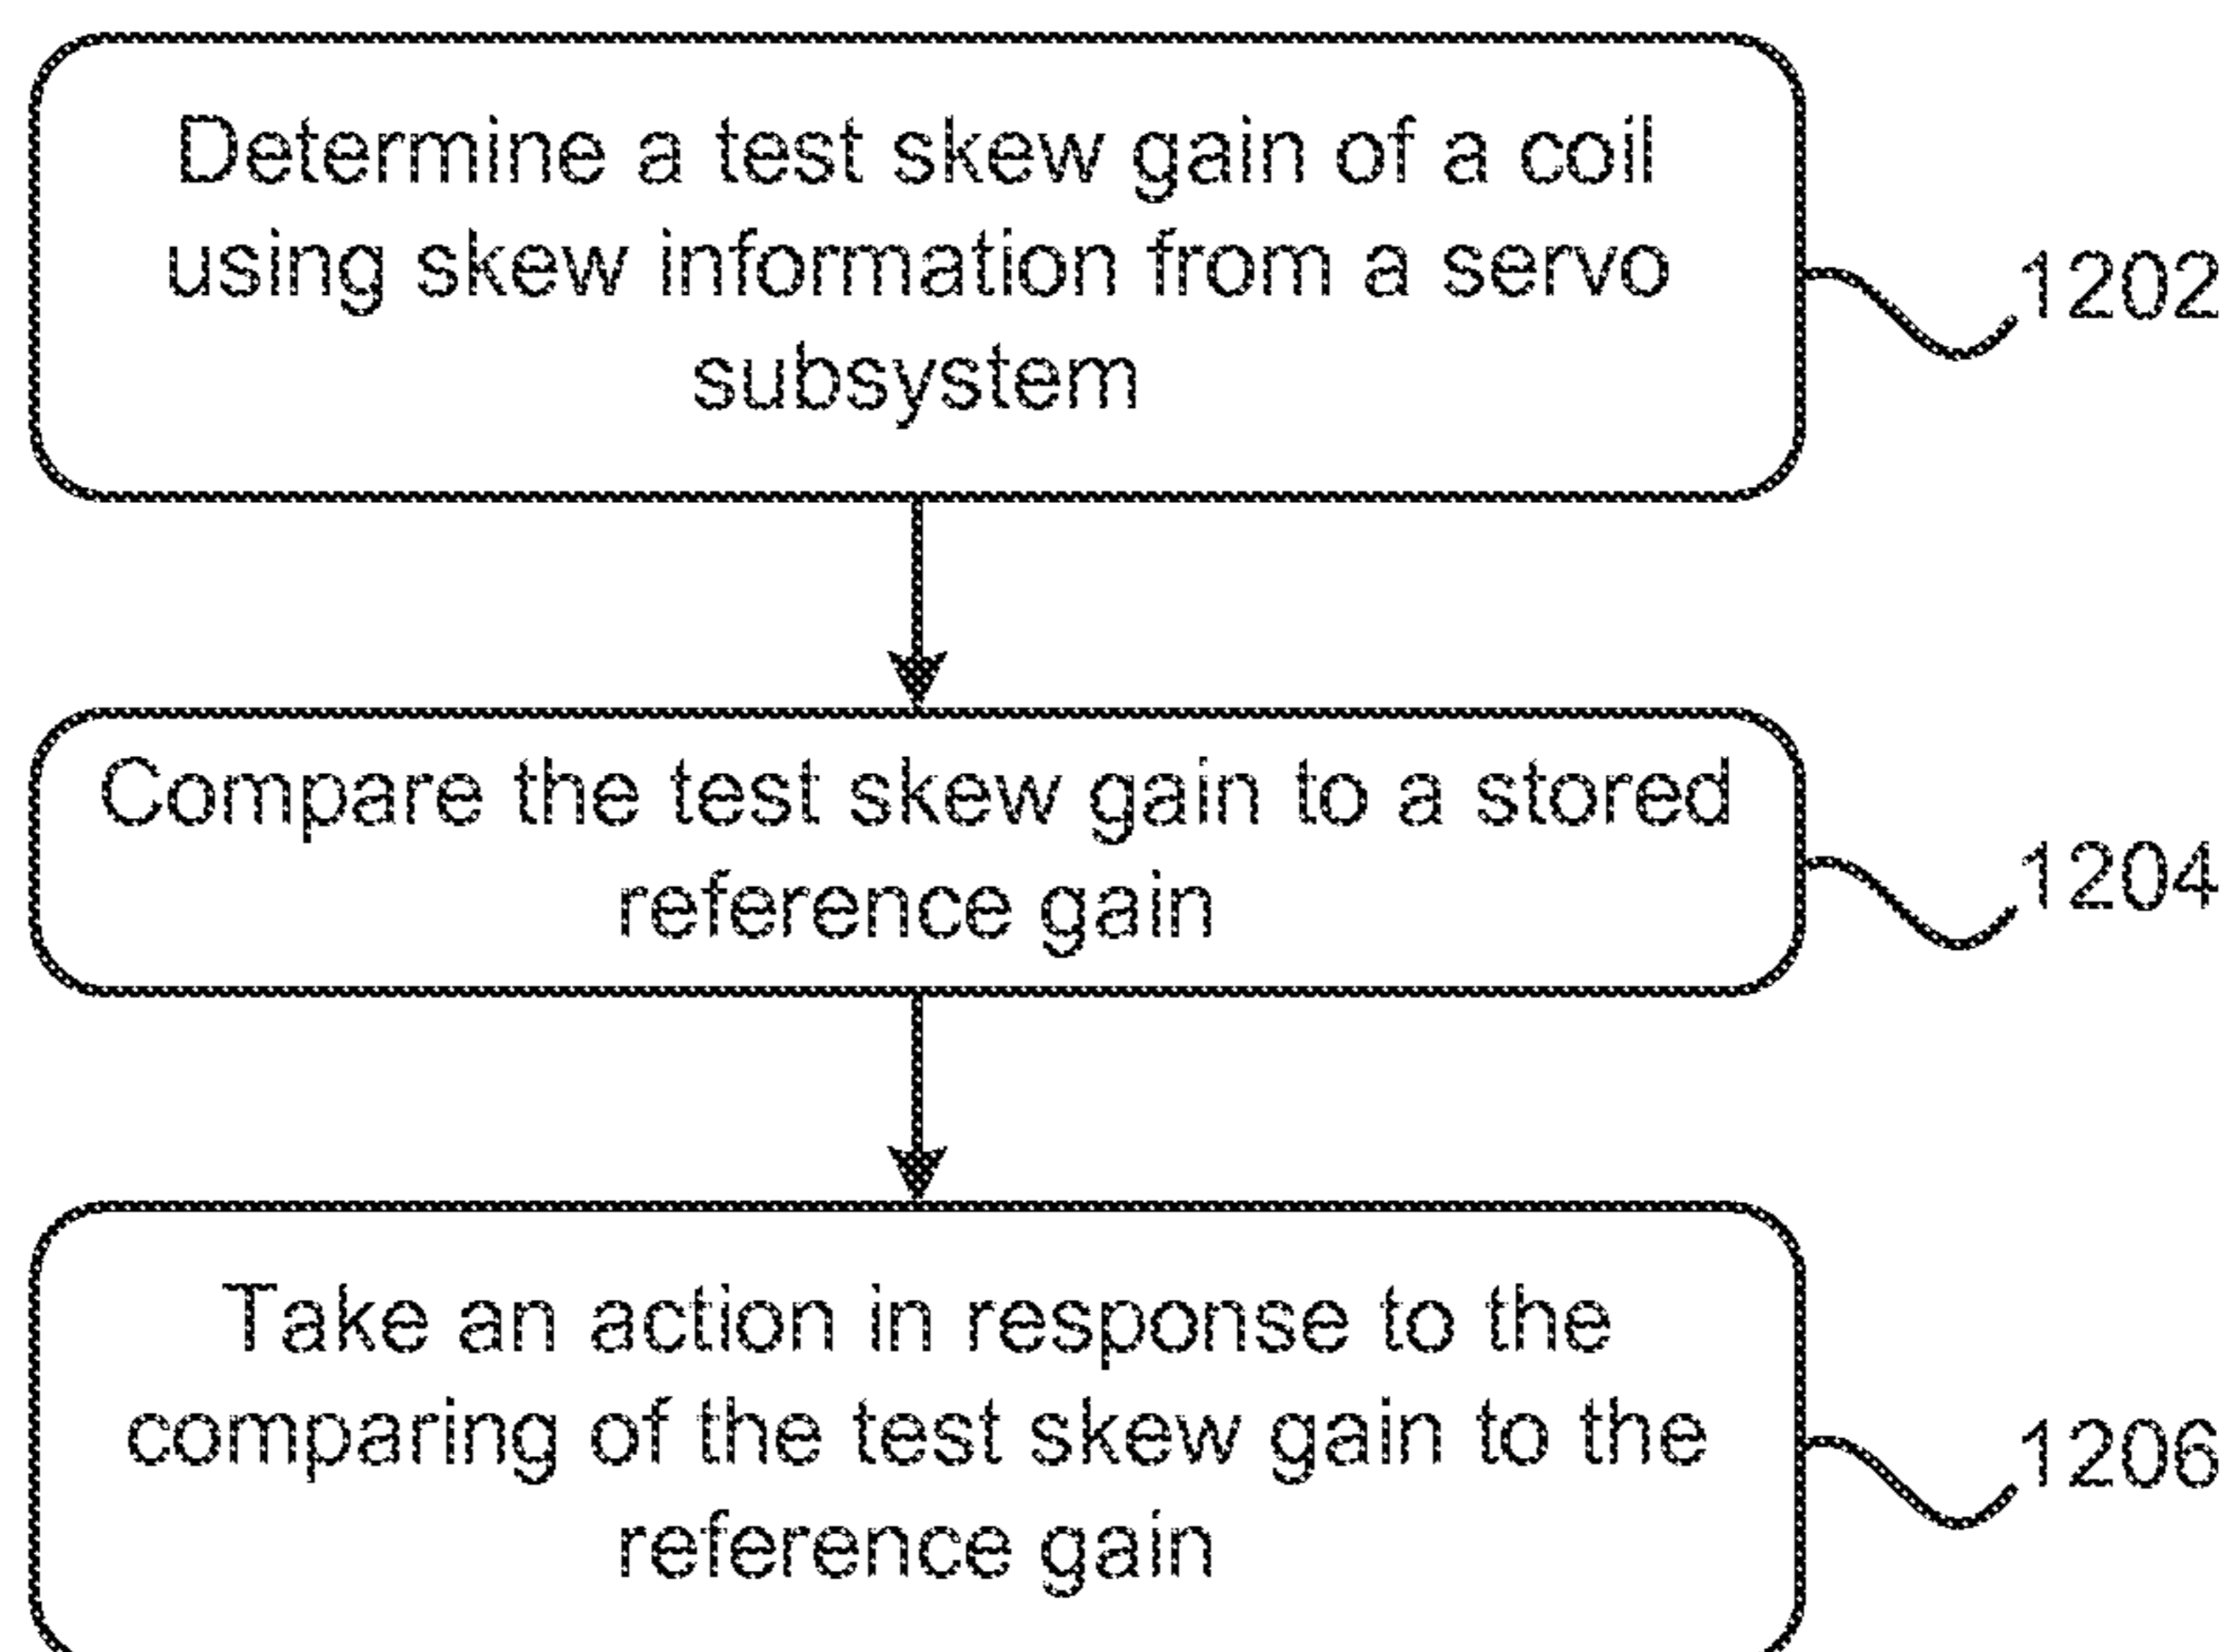 Determine a test skew gain of a coil
using skew information from a servo
subsystem
1202
Compare the test skew gain to a stored
reference gain
1204
Take an action in response to the
comparing of the test skew gain to the
reference gain
1206